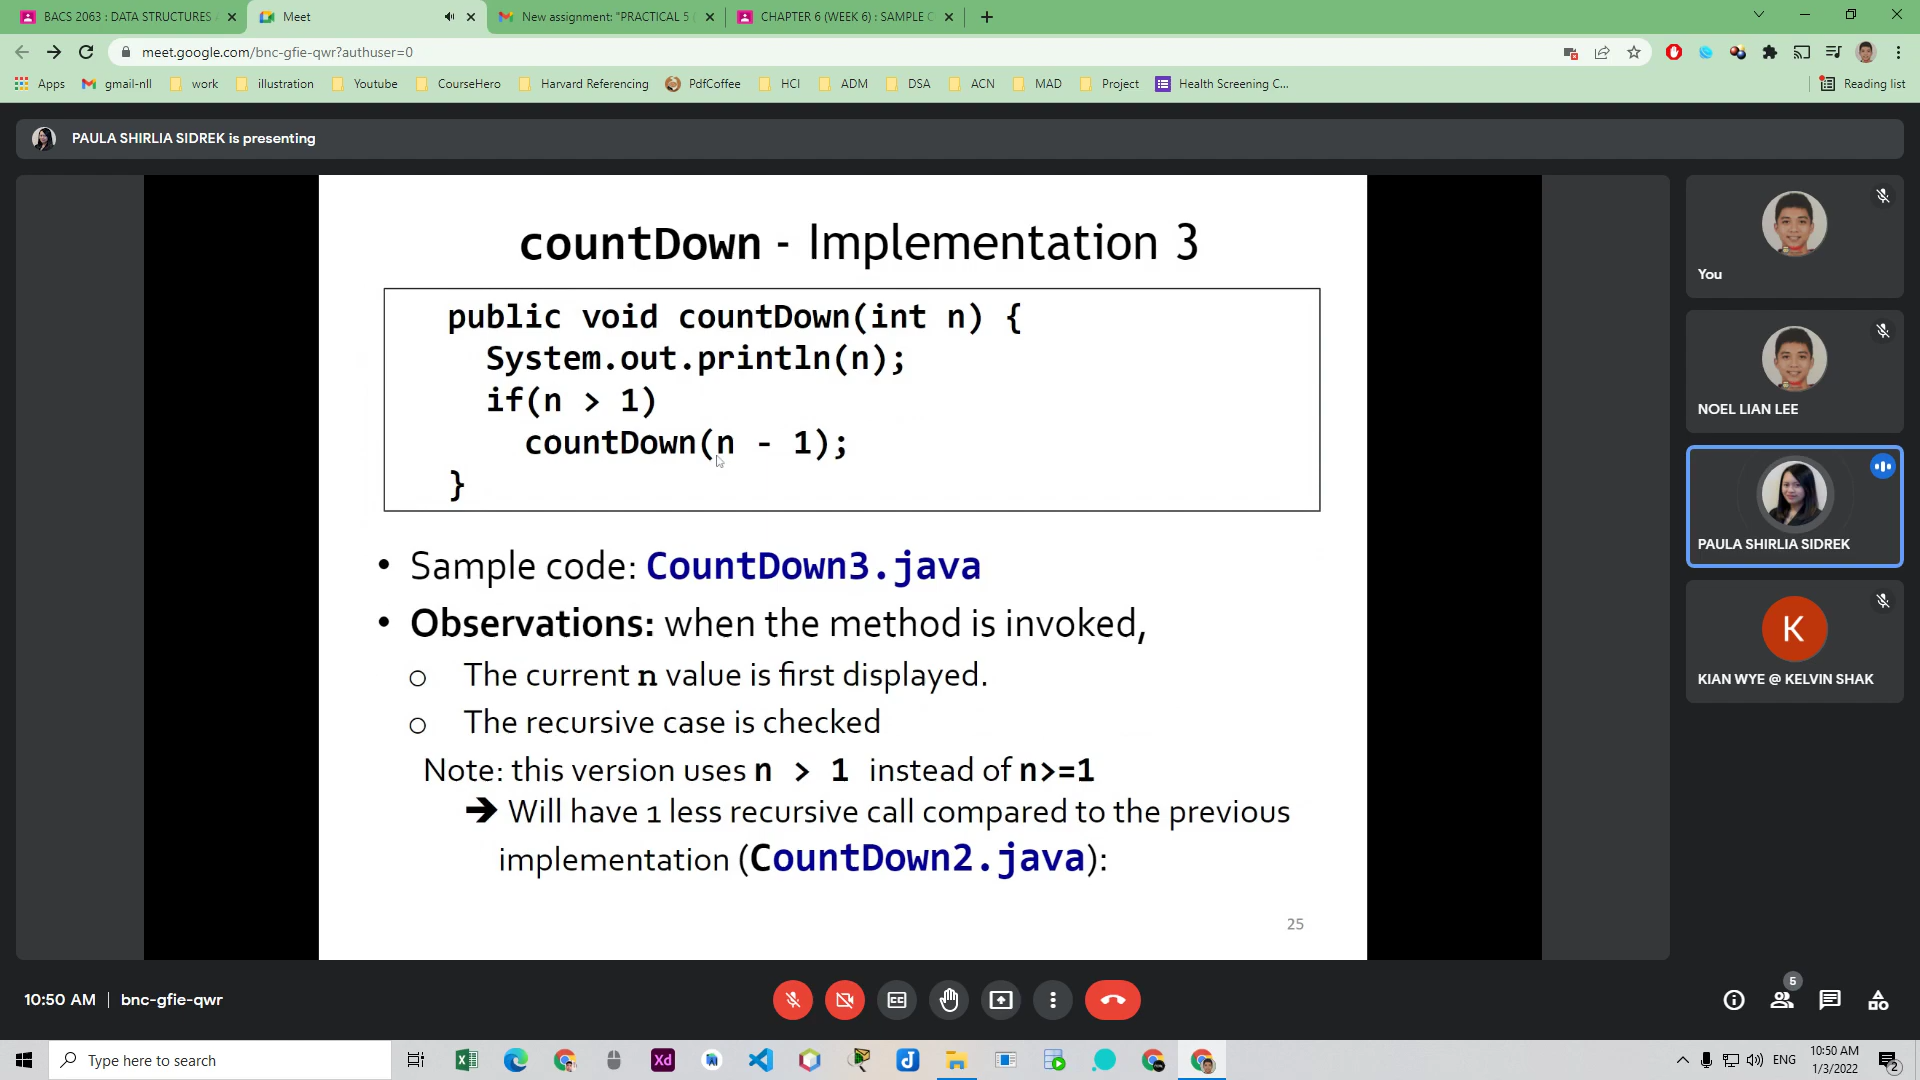 BACS 2063 : DATA STRUCTURES
Meet
New assignment: "PRACTICAL 5 (
CHAPTER 6 (WEEK 6) : SAMPLE C
meet.google.com/bnc-gfie-qwr?authuser=0
Apps
gmail-nll
work
illustration
Youtube
CourseHero
Harvard Referencing
PdfCoffee
HCI
ADM
DSA
ACN
MAD
Project
Health Screening C...
Reading list
PAULA SHIRLIA SIDREK is presenting
countDown - Implementation 3
public void countDown(int n) {
System.out.println(n);
if(n > 1)
countDown(n - 1);
}
• Sample code: CountDown3.java
• Observations: when the method is invoked,
o The current n value is first displayed.
o The recursive case is checked
Note: this version uses n > 1 instead of n>=1
➔ Will have 1 less recursive call compared to the previous
implementation (CountDown2.java):
25
You
NOEL LIAN LEE
PAULA SHIRLIA SIDREK
K
KIAN WYE @ KELVIN SHAK
10:50 AM | bnc-gfie-qwr
5
Type here to search
Xd
ENG
10:50 AM
1/3/2022
2